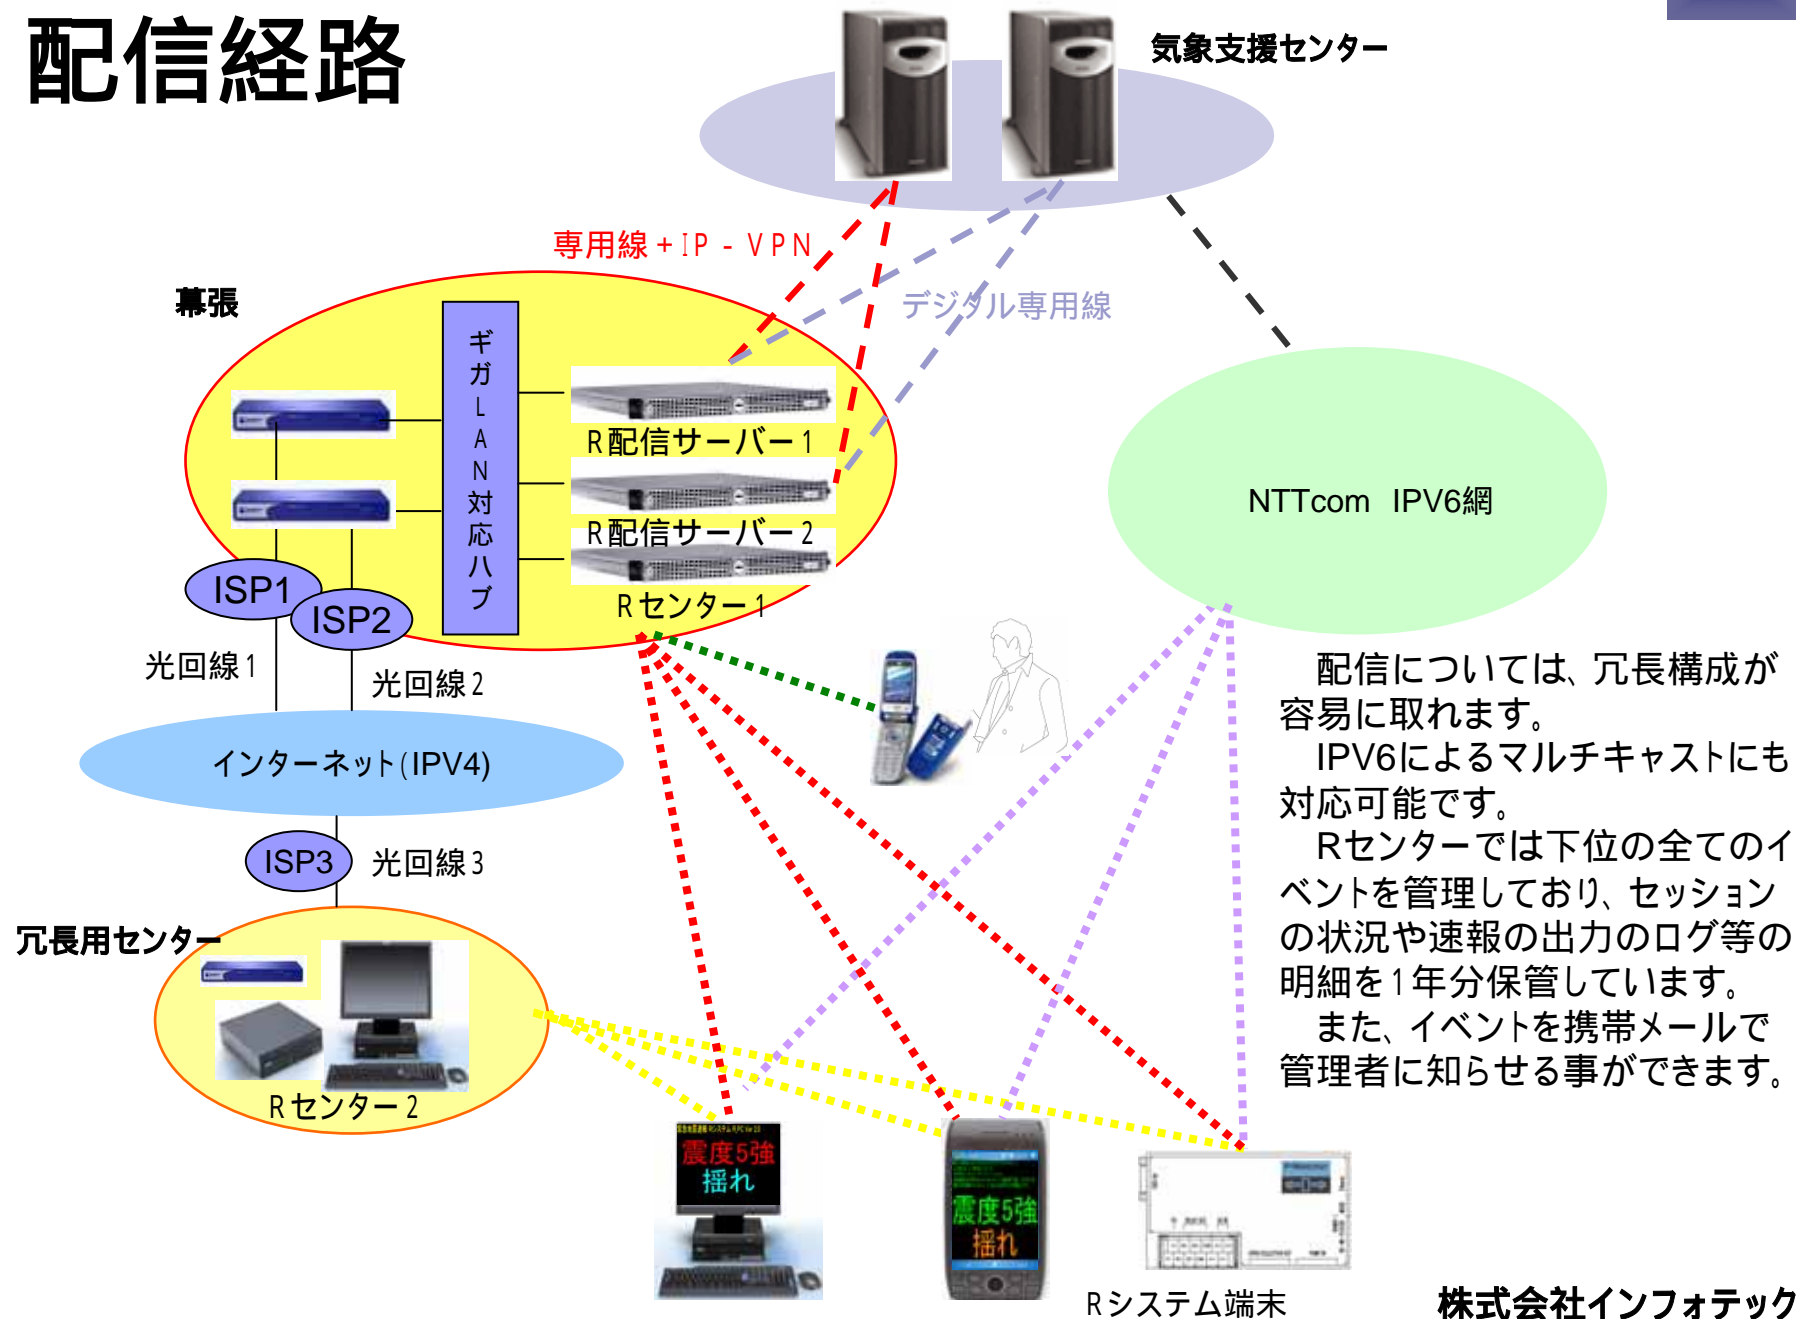 配信経路
気象支援センター
専用線+IP-VPN
デジタル専用線
幕張
ギガLAN対応ハブ
R配信サーバー1
R配信サーバー2
Rセンター1
ISP1
ISP2
光回線1
光回線2
インターネット(IPV4)
ISP3
光回線3
冗長用センター
Rセンター2
NTTcom IPV6網
配信については、冗長構成が
容易に取れます。
IPV6によるマルチキャストにも
対応可能です。
Rセンターでは下位の全てのイ
ベントを管理しており、セッション
の状況や速報の出力のログ等の
明細を1年分保管しています。
また、イベントを携帯メールで
管理者に知らせる事ができます。
震度5強
揺れ
震度5強
揺れ
Rシステム端末
株式会社インフォテック